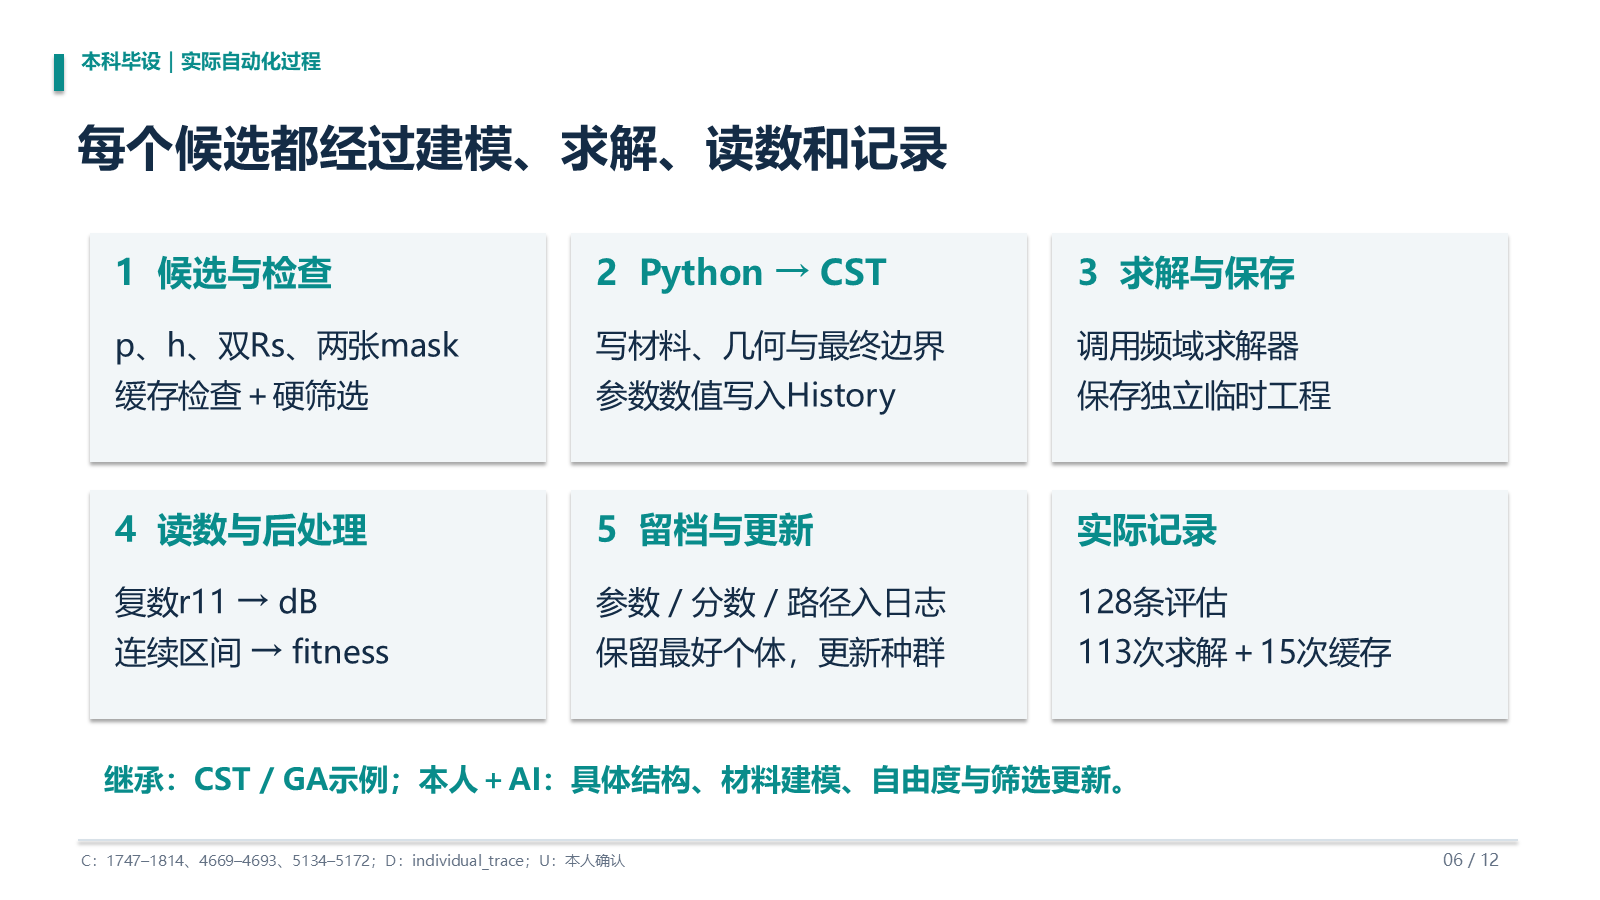 本科毕设｜实际自动化过程
每个候选都经过建模、求解、读数和记录
1 候选与检查
p、h、双Rs、两张mask
缓存检查＋硬筛选
2 Python → CST
写材料、几何与最终边界
参数数值写入History
3 求解与保存
调用频域求解器
保存独立临时工程
4 读数与后处理
复数r11 → dB
连续区间 → fitness
5 留档与更新
参数 / 分数 / 路径入日志
保留最好个体，更新种群
实际记录
128条评估
113次求解＋15次缓存
继承：CST / GA示例；本人＋AI：具体结构、材料建模、自由度与筛选更新。
C：1747–1814、4669–4693、5134–5172；D：individual_trace；U：本人确认
06 / 12